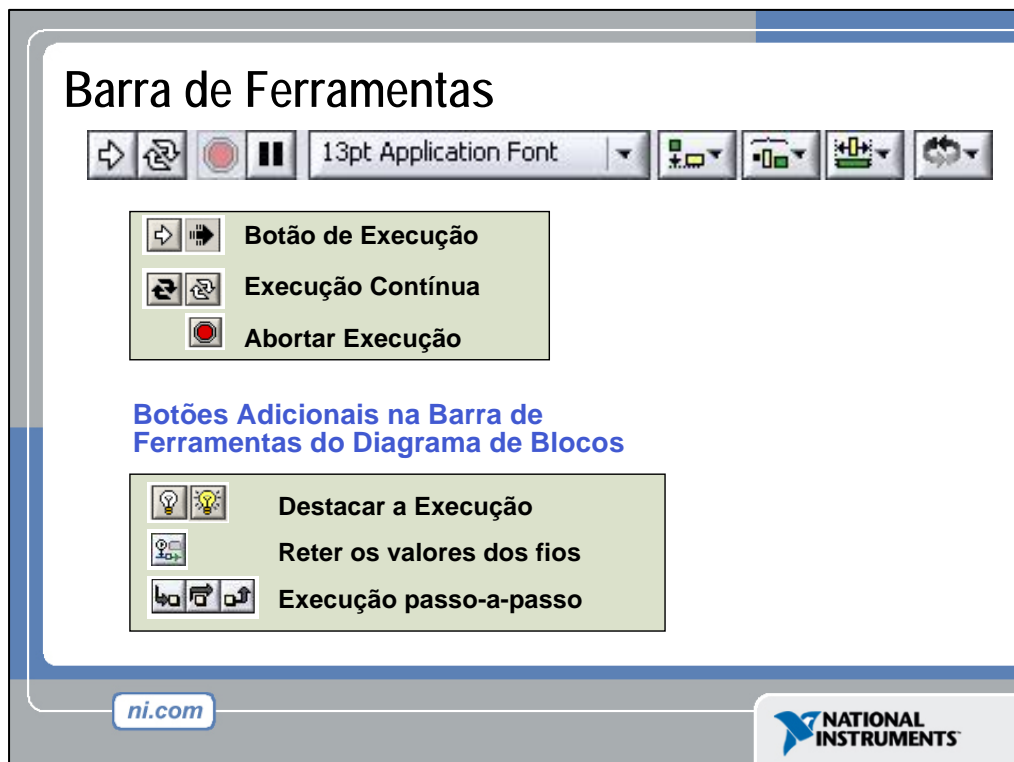 Barra de Ferramentas
13pt Application Font
Botão de Execução
Execução Contínua
Abortar Execução
Botões Adicionais na Barra de
Ferramentas do Diagrama de Blocos
Destacar a Execução
Reter os valores dos fios
Execução passo-a-passo
ni.com
NATIONAL
INSTRUMENTS